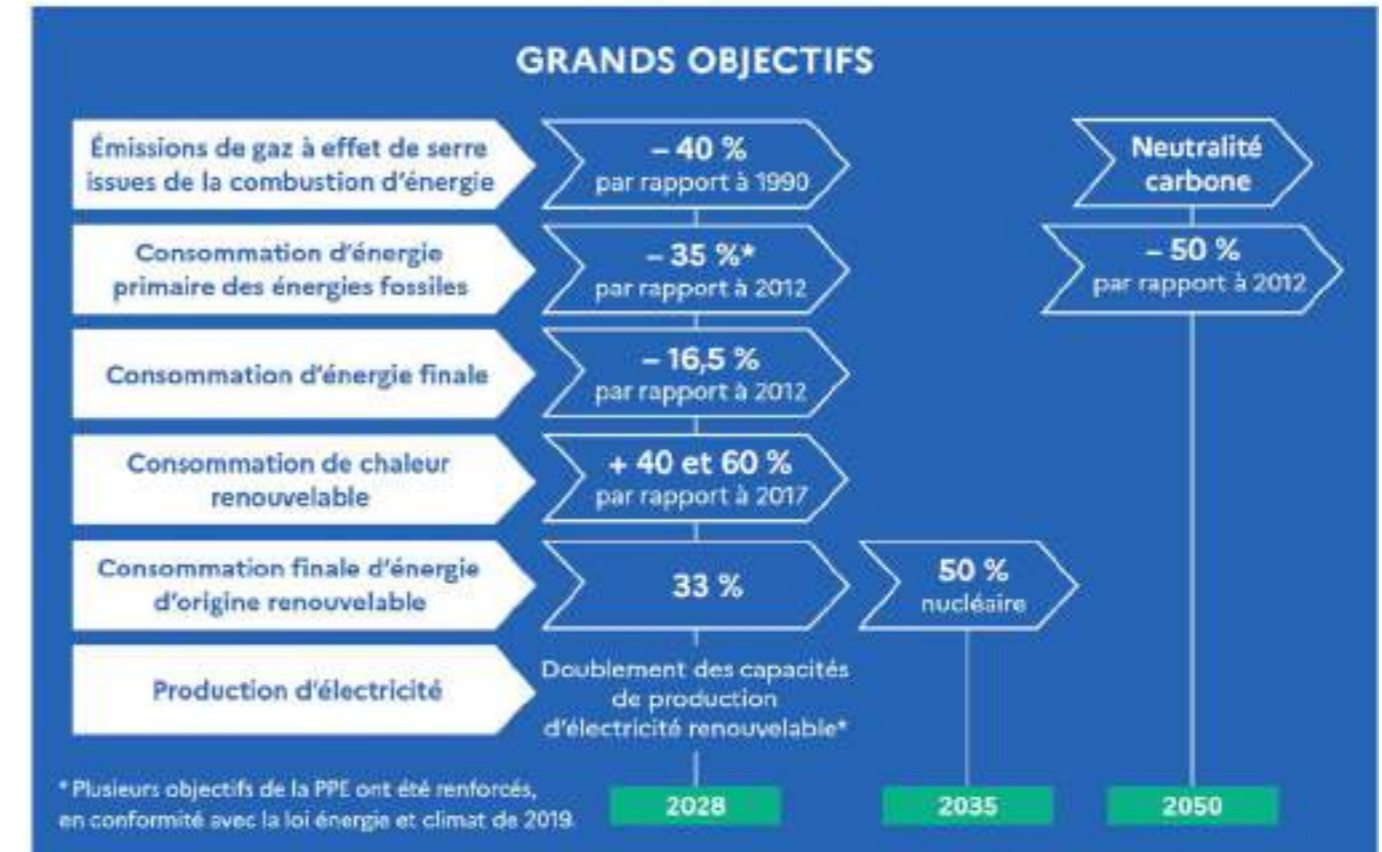 GRANDS OBJECTIFS
Émissions de gaz à effet de serre
issues de la combustion d'énergie
– 40 %
par rapport à 1990
Neutralité
carbone
Consommation d'énergie
primaire des énergies fossiles
– 35 %*
par rapport à 2012
– 50 %
par rapport à 2012
Consommation d'énergie finale
– 16,5 %
par rapport à 2012
Consommation de chaleur
renouvelable
+ 40 et 60 %
par rapport à 2017
Consommation finale d'énergie
d'origine renouvelable
33 %
50 %
nucléaire
Production d'électricité
Doublement des capacités
de production
d'électricité renouvelable*
* Plusieurs objectifs de la PPE ont été renforcés,
en conformité avec la loi énergie et climat de 2019.
2028
2035
2050